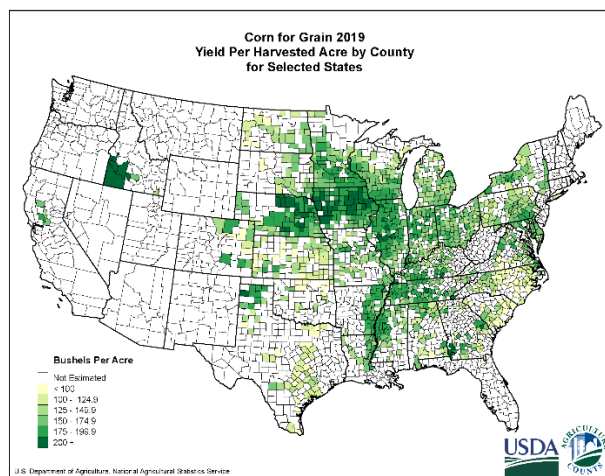 Corn for Grain 2019
Yield Per Harvested Acre by County
for Selected States
Bushels Per Acre
Not Estimated
< 100
100 - 124.9
125 - 149.9
150 - 174.9
175 - 199.9
200 +
U.S. Department of Agriculture, National Agricultural Statistics Service
USDA
AGRICULTURE
COUNTS